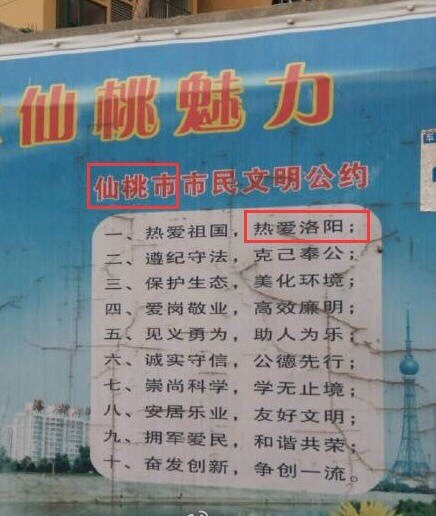 仙桃魅力
仙桃市市民文明公约
一、热爱祖国，热爱洛阳；
二、遵纪守法，克己奉公；
三、保护生态，美化环境；
四、爱岗敬业，高效廉明；
五、见义勇为，助人为乐；
六、诚实守信，公德先行；
七、崇尚科学，学无止境；
八、安居乐业，友好文明；
九、拥军爱民，和谐共荣；
十、奋发创新，争创一流。